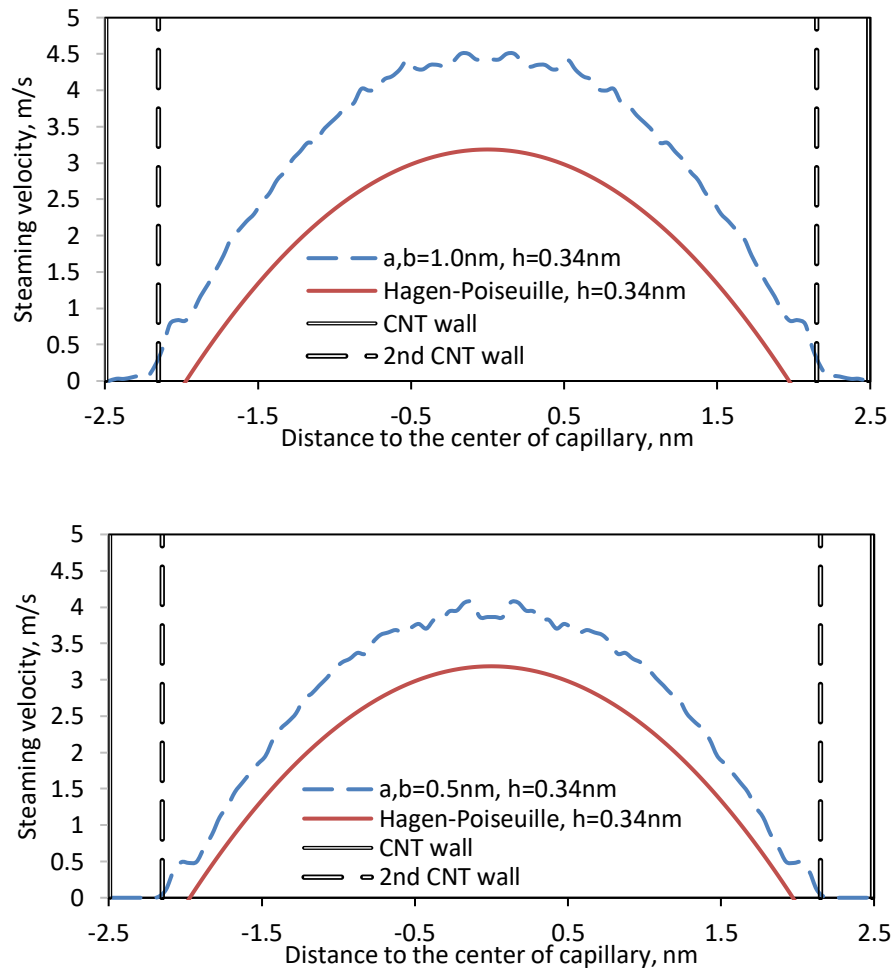 5
4.5
4
3.5
3
2.5
2
1.5
1
0.5
0
Steaming velocity, m/s
a,b=1.0nm, h=0.34nm
Hagen-Poiseuille, h=0.34nm
CNT wall
2nd CNT wall
-2.5 -1.5 -0.5 0.5 1.5 2.5
Distance to the center of capillary, nm
5
4.5
4
3.5
3
2.5
2
1.5
1
0.5
0
Steaming velocity, m/s
a,b=0.5nm, h=0.34nm
Hagen-Poiseuille, h=0.34nm
CNT wall
2nd CNT wall
-2.5 -1.5 -0.5 0.5 1.5 2.5
Distance to the center of capillary, nm